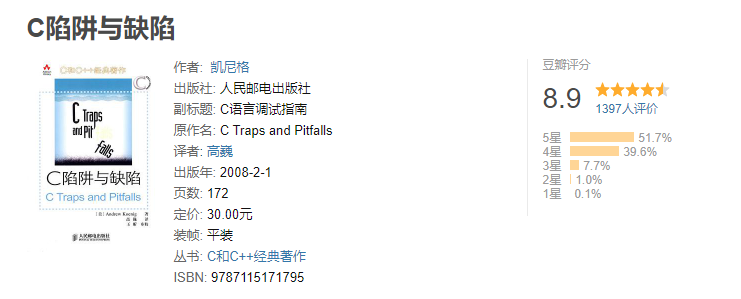 C陷阱与缺陷
C和C++经典著作
C Traps
and Pit
falls
C陷阱与缺陷
C Traps and Pitfalls
[美] Andrew Koenig 著
高巍 译
人民邮电出版社
作者: 凯尼格
出版社: 人民邮电出版社
副标题: C语言调试指南
原作名: C Traps and Pitfalls
译者: 高巍
出版年: 2008-2-1
页数: 172
定价: 30.00元
装帧: 平装
丛书: C和C++经典著作
ISBN: 9787115171795
豆瓣评分
8.9
1397人评价
5星 51.7%
4星 39.6%
3星 7.7%
2星 1.0%
1星 0.1%